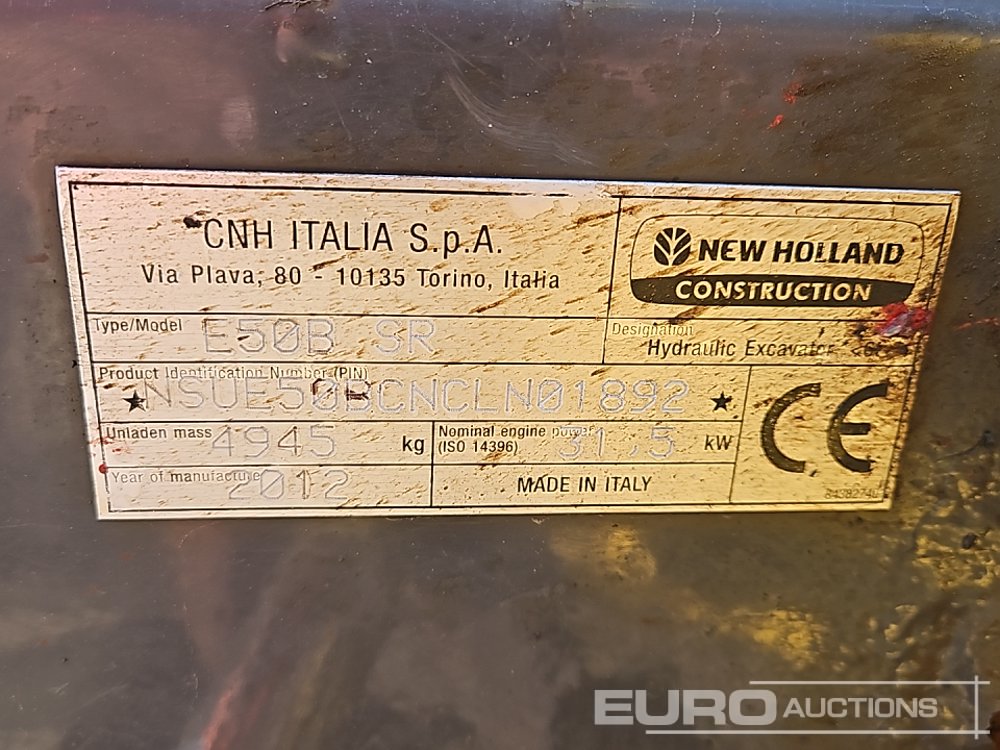 CNH ITALIA S.p.A.
Via Plava, 80 - 10135 Torino, Italia
NEW HOLLAND
CONSTRUCTION
Type/Model E50B SR
Designation
Hydraulic Excavator
Product Identification Number (PIN)
★ NSUE50BCNCLN01892 ★
Unladen mass 4945 kg
Nominal engine power (ISO 14396) 31,5 kW
CE
Year of manufacture 2012
MADE IN ITALY
EURO AUCTIONS